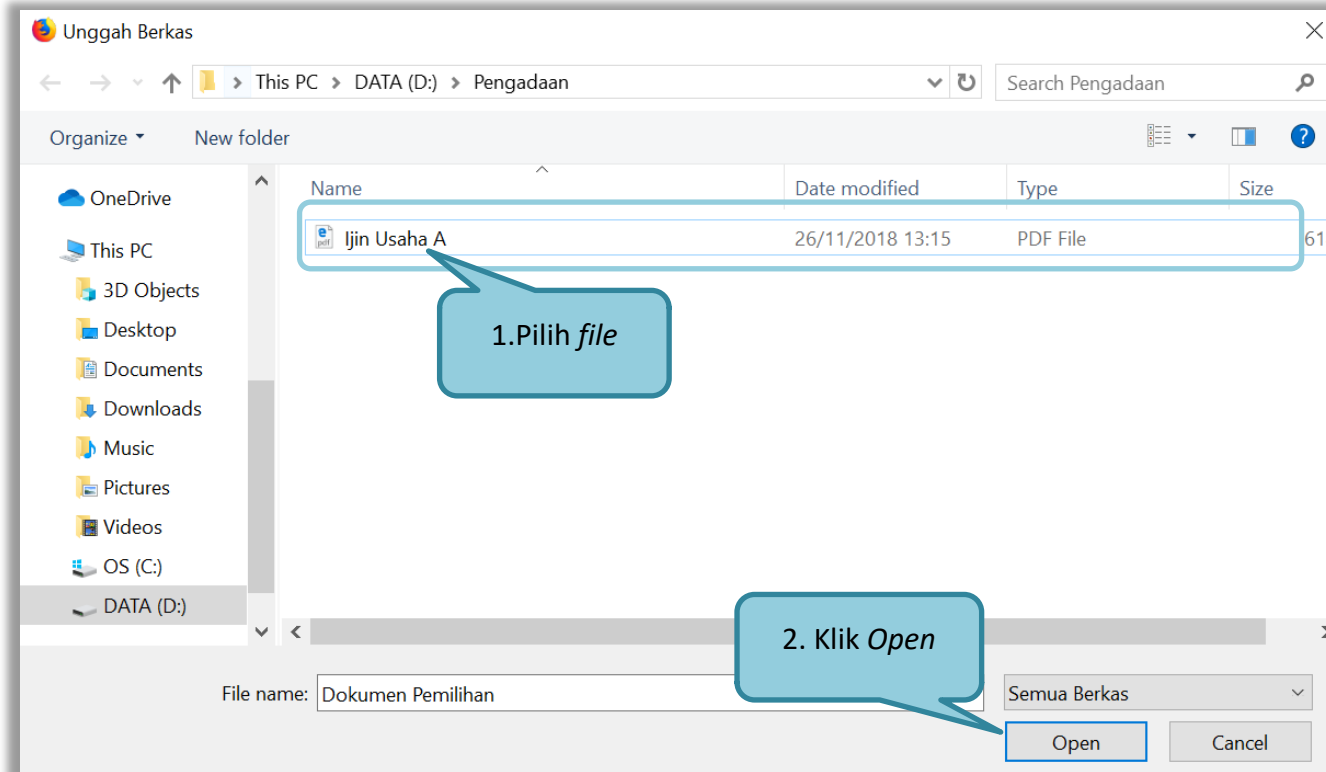 Unggah Berkas
This PC > DATA (D:) > Pengadaan
Search Pengadaan
Organize
New folder
?
Name
Date modified
Type
Size
Ijin Usaha A
26/11/2018 13:15
PDF File
61
OneDrive
This PC
3D Objects
Desktop
Documents
Downloads
Music
Pictures
Videos
OS (C:)
DATA (D:)
1.Pilih file
2. Klik Open
File name:
Dokumen Pemilihan
Semua Berkas
Open
Cancel